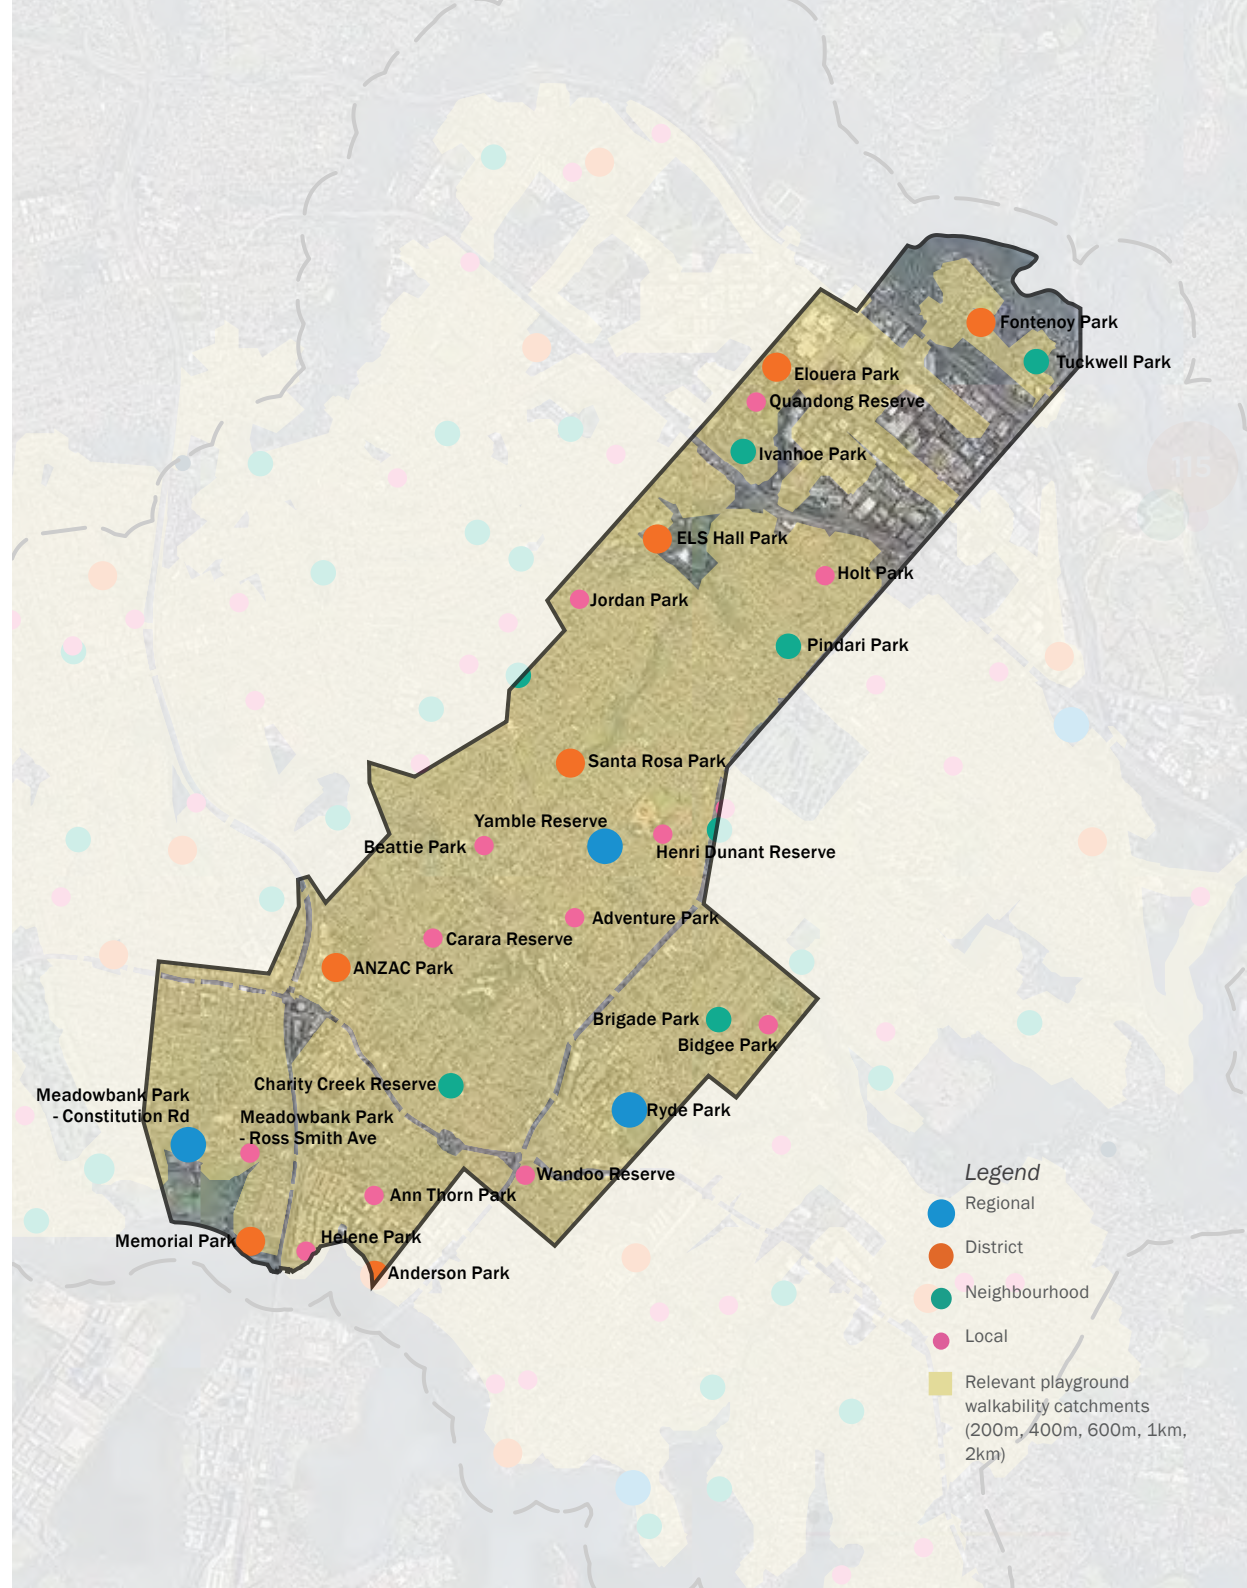 Fontenoy Park
Tuckwell Park
Elouera Park
Quandong Reserve
Ivanhoe Park
ELS Hall Park
Holt Park
Jordan Park
Pindari Park
Santa Rosa Park
Yamble Reserve
Beattie Park
Henri Dunant Reserve
Adventure Park
Carara Reserve
ANZAC Park
Brigade Park
Bidgee Park
Charity Creek Reserve
Meadowbank Park
- Constitution Rd
Meadowbank Park
- Ross Smith Ave
Ryde Park
Wandoo Reserve
Ann Thorn Park
Memorial Park
Helene Park
Anderson Park
Legend
Regional
District
Neighbourhood
Local
Relevant playground
walkability catchments
(200m, 400m, 600m, 1km,
2km)